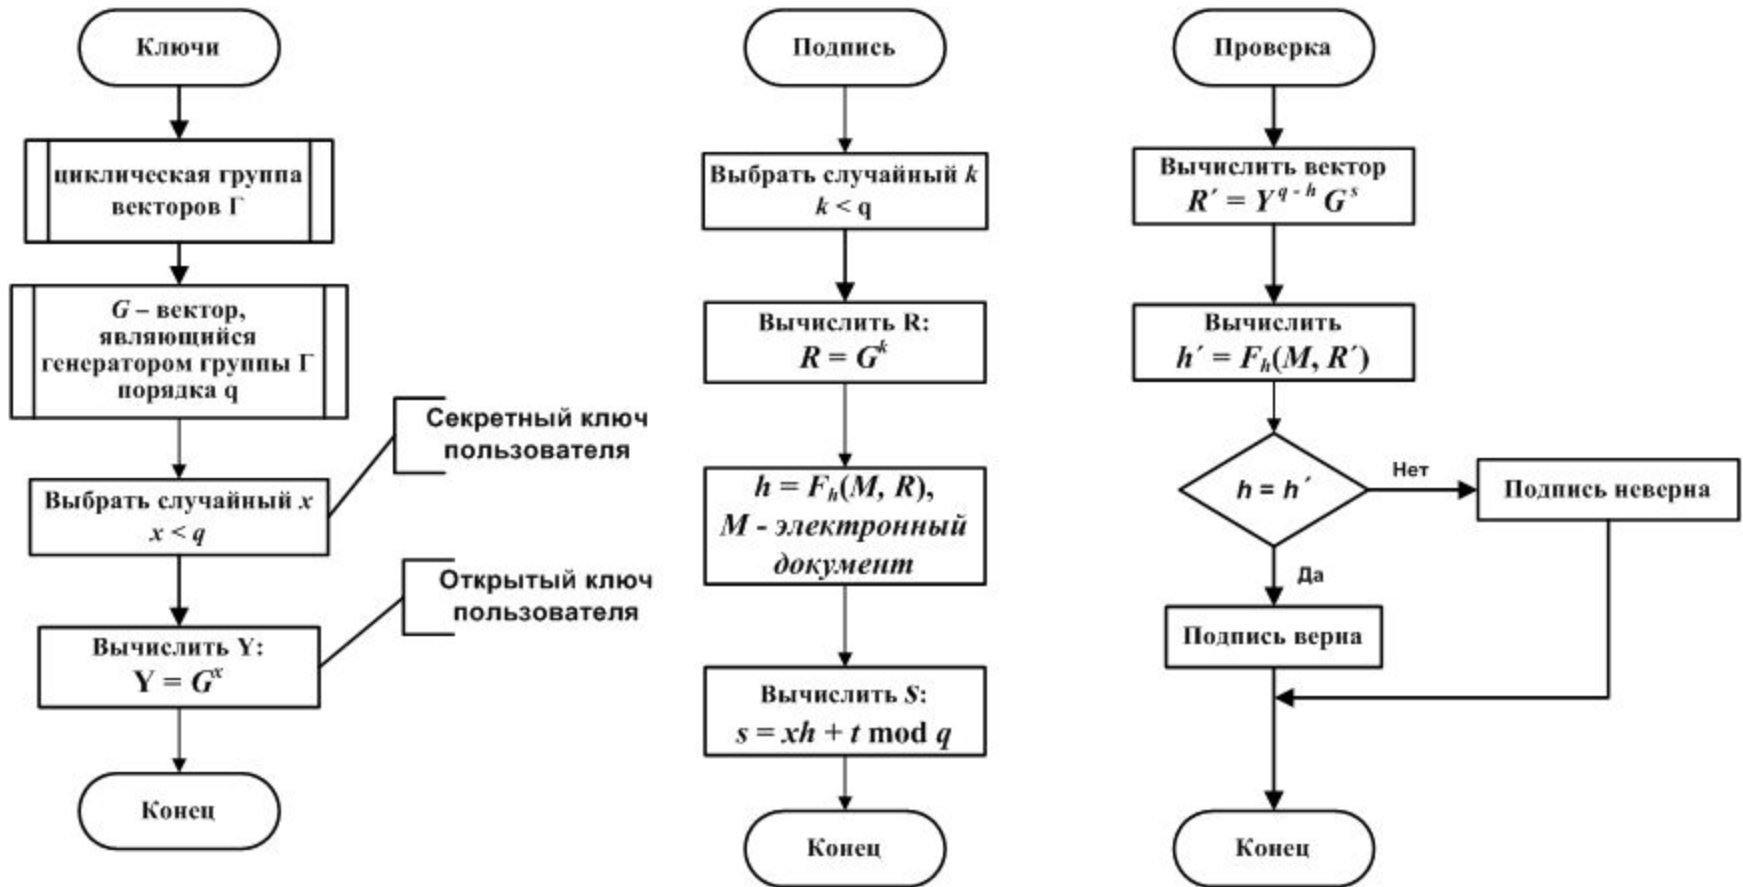 Ключи
циклическая группа
векторов Г
G – вектор,
являющийся
генератором группы Г
порядка q
Секретный ключ
пользователя
Выбрать случайный x
x < q
Открытый ключ
пользователя
Вычислить Y:
Y = G^x
Конец
Подпись
Выбрать случайный k
k < q
Вычислить R:
R = G^k
h = F_h(M, R),
M - электронный
документ
Вычислить S:
s = xh + t mod q
Конец
Проверка
Вычислить вектор
R´ = Y^{q - h} G^s
Вычислить
h´ = F_h(M, R´)
h = h´
Нет
Подпись неверна
Да
Подпись верна
Конец